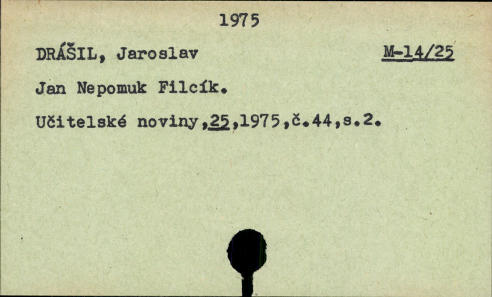 1975
DRÁŠIL, Jaroslav M-14/25
Jan Nepomuk Filcík.
Učitelské noviny,25,1975,č.44,s.2.